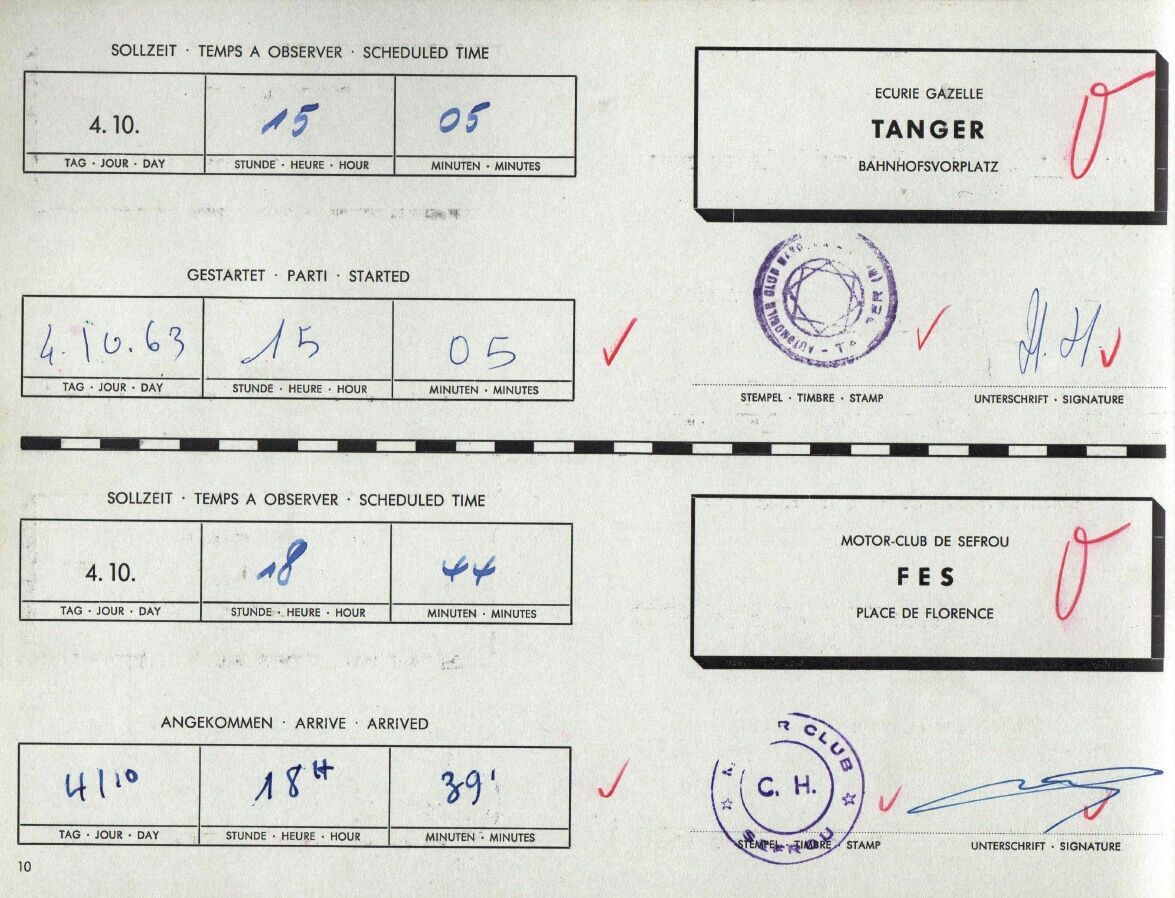 SOLLZEIT · TEMPS A OBSERVER · SCHEDULED TIME
4.10. 15 05
TAG · JOUR · DAY STUNDE · HEURE · HOUR MINUTEN · MINUTES
ECURIE GAZELLE
TANGER
BAHNHOFSVORPLATZ
GESTARTET · PARTI · STARTED
4.10.63 15 05
TAG · JOUR · DAY STUNDE · HEURE · HOUR MINUTEN · MINUTES
AUTOMOBILE CLUB
STEMPEL · TIMBRE · STAMP UNTERSCHRIFT · SIGNATURE
SOLLZEIT · TEMPS A OBSERVER · SCHEDULED TIME
4.10. 18 44
TAG · JOUR · DAY STUNDE · HEURE · HOUR MINUTEN · MINUTES
MOTOR-CLUB DE SEFROU
FES
PLACE DE FLORENCE
ANGEKOMMEN · ARRIVE · ARRIVED
4/10 18H 39'
TAG · JOUR · DAY STUNDE · HEURE · HOUR MINUTEN · MINUTES
R CLUB
C. H.
SEFROU
STEMPEL · TIMBRE · STAMP UNTERSCHRIFT · SIGNATURE
10